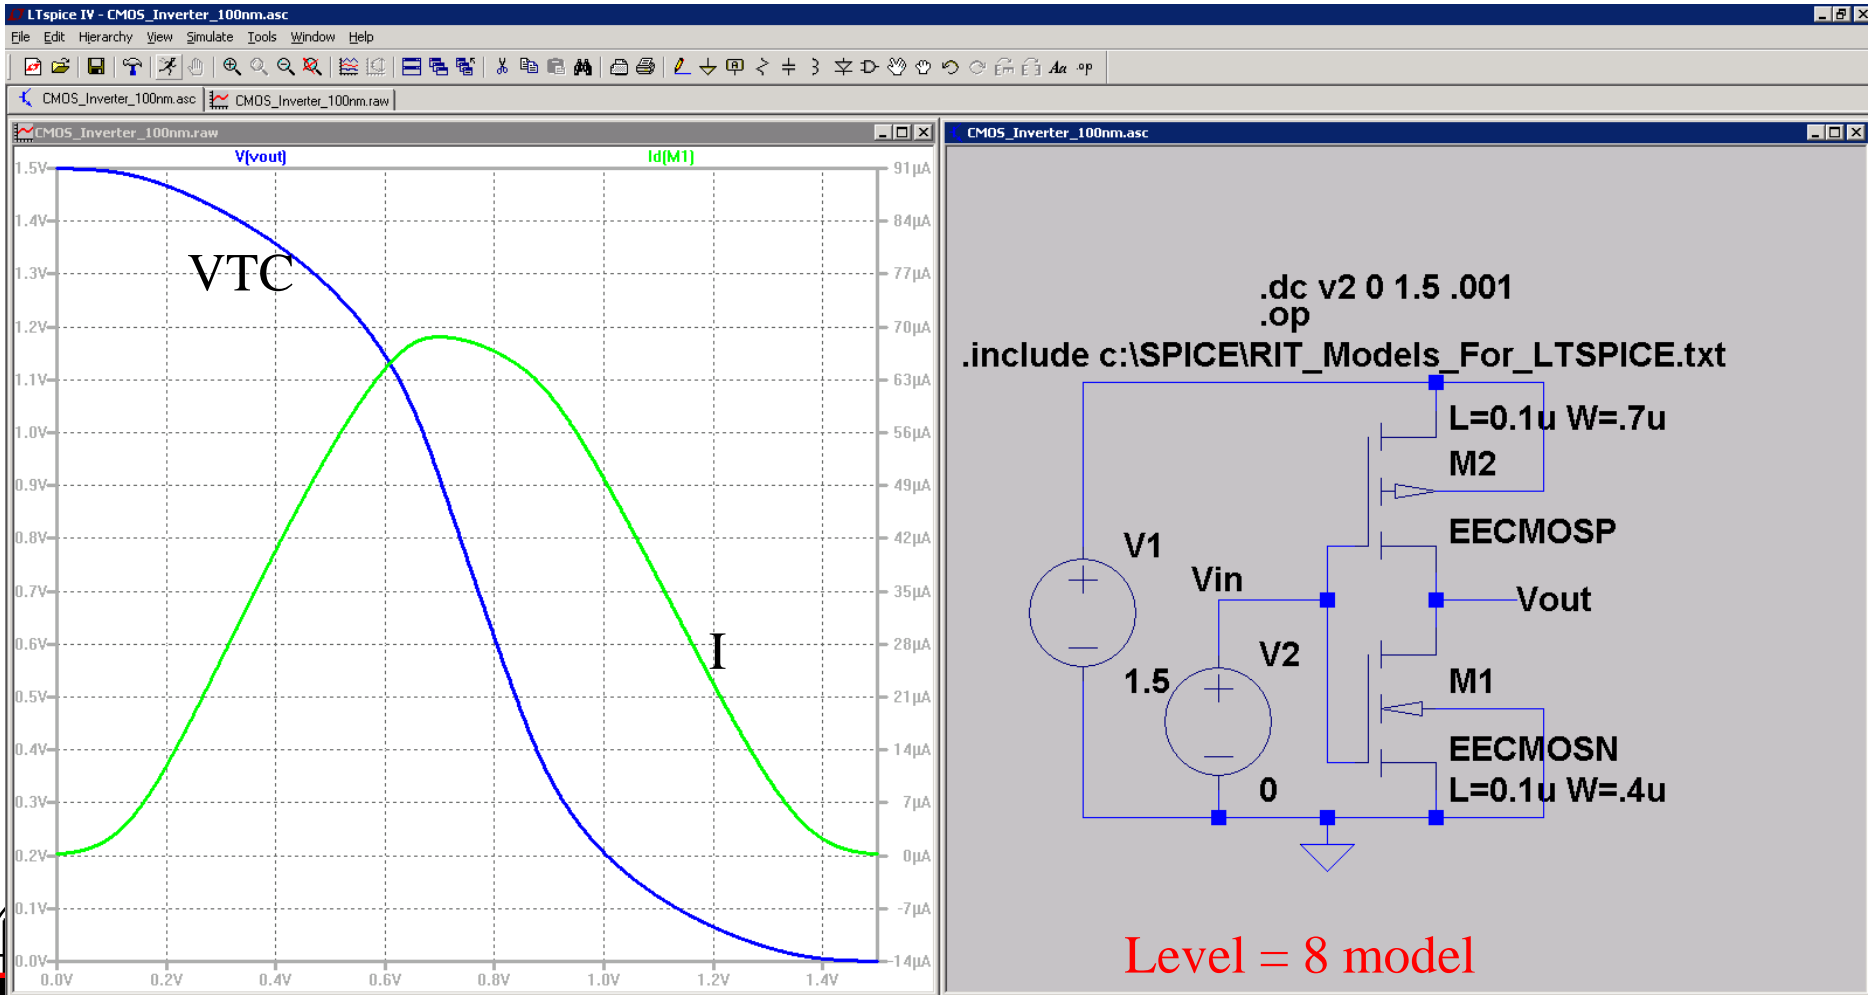 LTspice IV - CMOS_Inverter_100nm.asc
File Edit Hierarchy View Simulate Tools Window Help
CMOS_Inverter_100nm.asc CMOS_Inverter_100nm.raw
CMOS_Inverter_100nm.raw
V(vout) Id(M1)
1.5V 91µA
1.4V 84µA
1.3V 77µA
1.2V 70µA
1.1V 63µA
1.0V 56µA
0.9V 49µA
0.8V 42µA
0.7V 35µA
0.6V 28µA
0.5V 21µA
0.4V 14µA
0.3V 7µA
0.2V 0µA
0.1V -7µA
0.0V -14µA
0.0V 0.2V 0.4V 0.6V 0.8V 1.0V 1.2V 1.4V
VTC
I
CMOS_Inverter_100nm.asc
.dc v2 0 1.5 .001
.op
.include c:\SPICE\RIT_Models_For_LTSPICE.txt
L=0.1u W=.7u
M2
EECMOSP
V1
Vin
Vout
V2
1.5
M1
EECMOSN
0
L=0.1u W=.4u
Level = 8 model